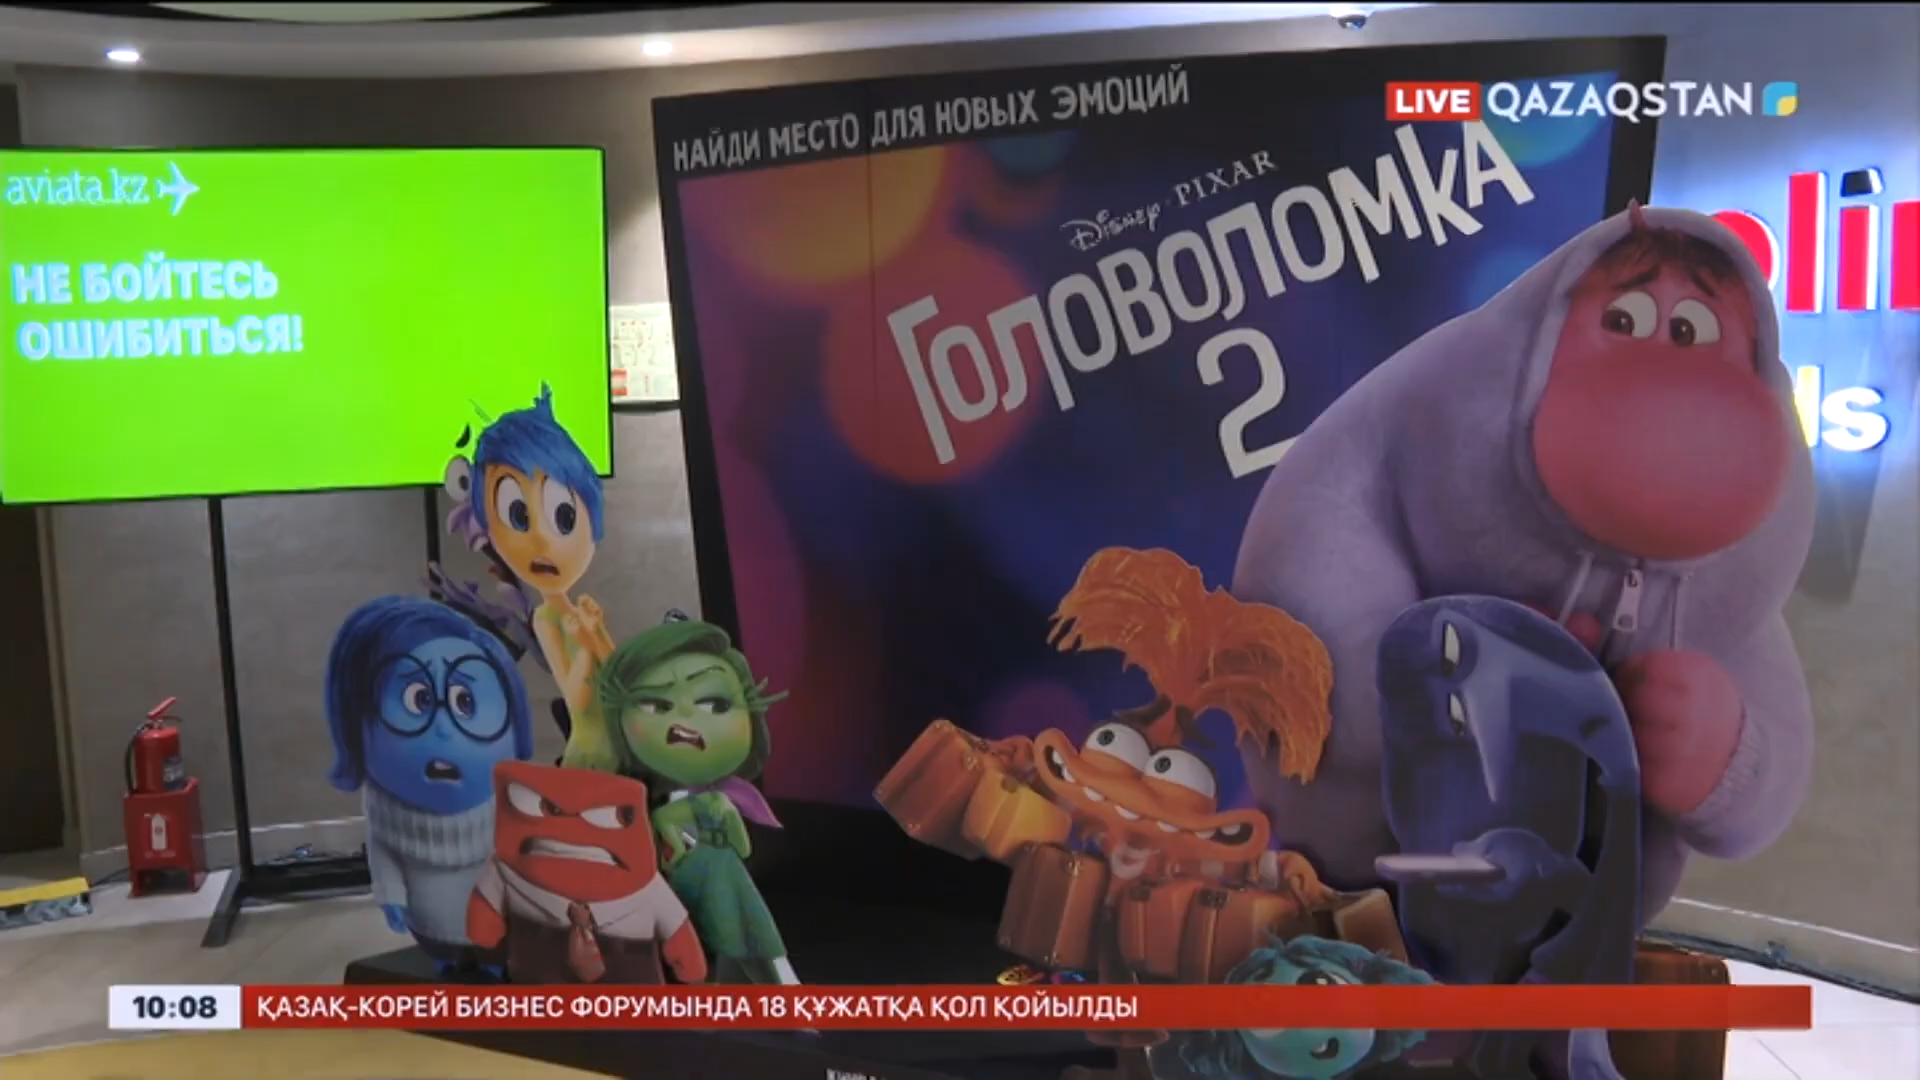 LIVE QAZAQSTAN
НАЙДИ МЕСТО ДЛЯ НОВЫХ ЭМОЦИЙ
Disney · PIXAR
ГОЛОВОЛОМКА
2
aviata.kz
НЕ БОЙТЕСЬ
ОШИБИТЬСЯ!
10:08 ҚАЗАҚ-КОРЕЙ БИЗНЕС ФОРУМЫНДА 18 ҚҰЖАТҚА ҚОЛ ҚОЙЫЛДЫ